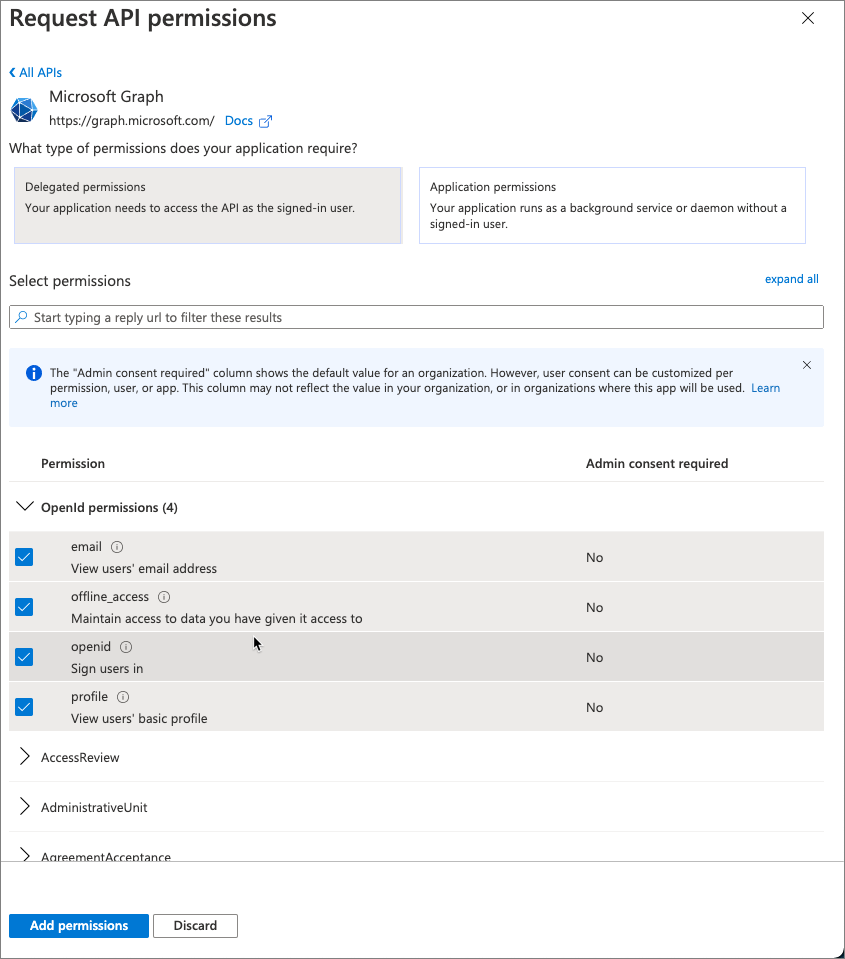 Request API permissions
All APIs
Microsoft Graph
https://graph.microsoft.com/ Docs
What type of permissions does your application require?
Delegated permissions
Your application needs to access the API as the signed-in user.
Application permissions
Your application runs as a background service or daemon without a
signed-in user.
Select permissions
expand all
Start typing a reply url to filter these results
The "Admin consent required" column shows the default value for an organization. However, user consent can be customized per
permission, user, or app. This column may not reflect the value in your organization, or in organizations where this app will be used. Learn
more
Permission Admin consent required
OpenId permissions (4)
email
View users' email address
No
offline_access
Maintain access to data you have given it access to
No
openid
Sign users in
No
profile
View users' basic profile
No
AccessReview
AdministrativeUnit
AgreementAcceptance
Add permissions Discard